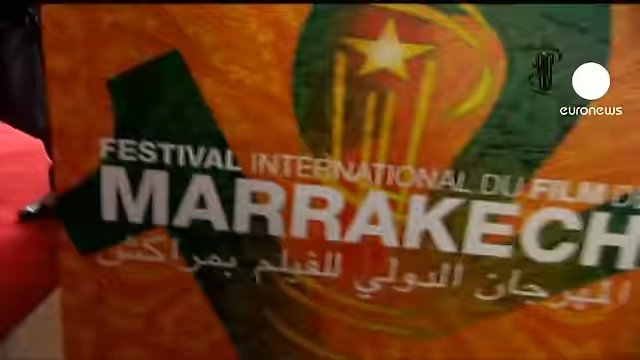 euronews
FESTIVAL INTERNATIONAL DU FILM DE
MARRAKECH
المهرجان الدولي للفيلم بمراكش